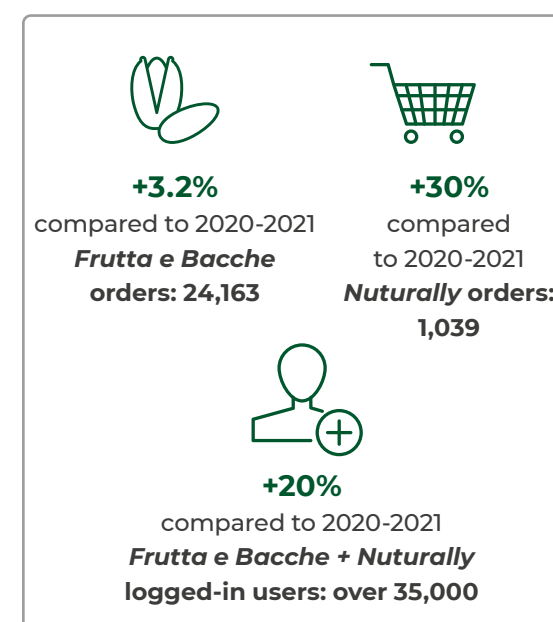 +3.2%
compared to 2020-2021
Frutta e Bacche
orders: 24,163
+30%
compared
to 2020-2021
Nuturally orders:
1,039
+20%
compared to 2020-2021
Frutta e Bacche + Nuturally
logged-in users: over 35,000